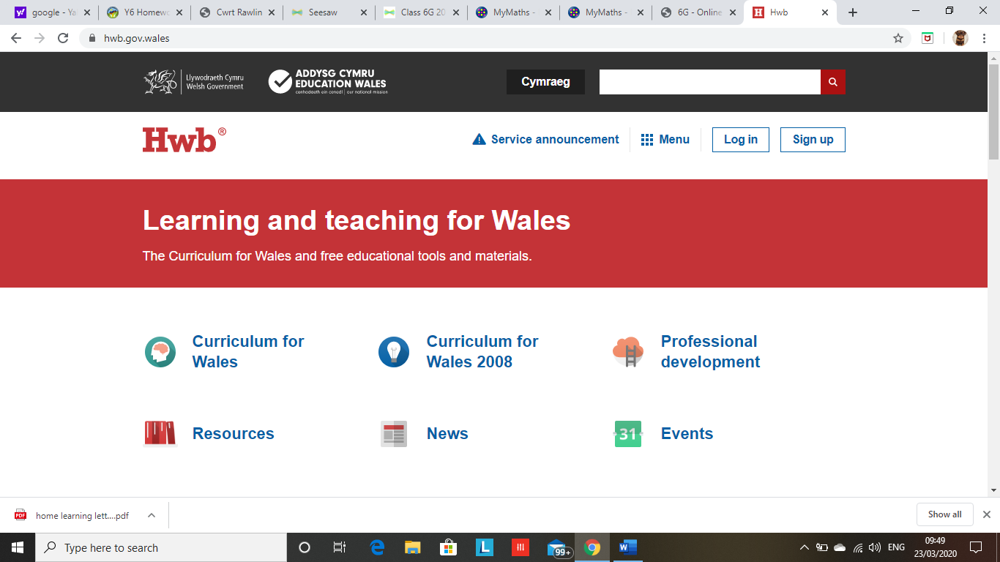 google - Ya
Y6 Homewo
Cwrt Rawlin
Seesaw
Class 6G 20
MyMaths -
MyMaths -
6G - Online
Hwb
hwb.gov.wales
Llywodraeth Cymru
Welsh Government
ADDYSG CYMRU
EDUCATION WALES
cenhadaeth ein cenedl | our national mission
Cymraeg
Hwb®
Service announcement
Menu
Log in
Sign up
Learning and teaching for Wales
The Curriculum for Wales and free educational tools and materials.
Curriculum for
Wales
Curriculum for
Wales 2008
Professional
development
Resources
News
31
Events
PDF
home learning lett....pdf
Show all
Type here to search
99+
ENG
09:49
23/03/2020